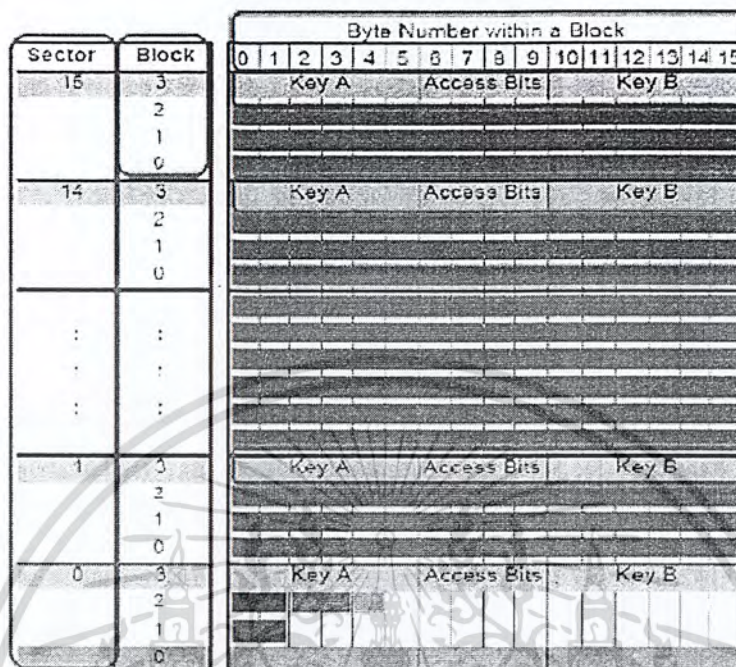 Byte Number within a Block
Sector Block 0 1 2 3 4 5 6 7 8 9 10 11 12 13 14 15
15 3 Key A Access Bits Key B
2
1
0
14 3 Key A Access Bits Key B
2
1
0
: :
. .
: :
1 3 Key A Access Bits Key B
2
1
0
0 3 Key A Access Bits Key B
2
1
0